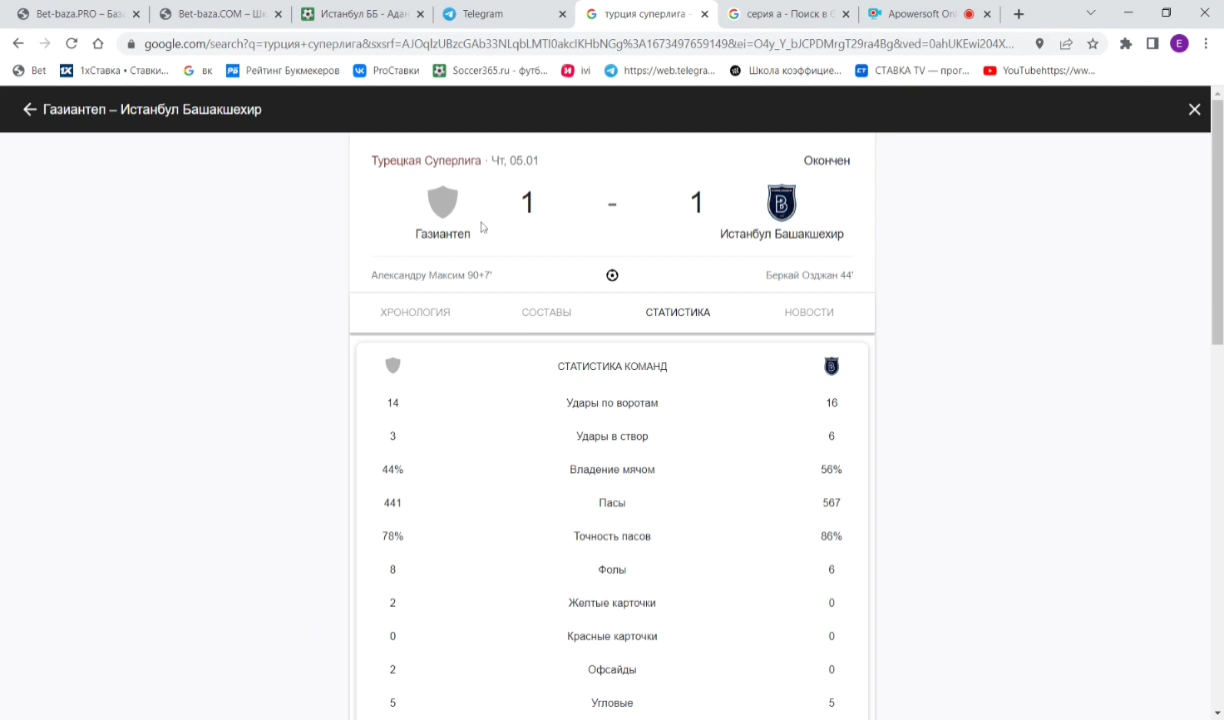 Bet-baza.PRO – Баз
Bet-baza.COM – Шк
Истанбул ББ - Адан
Telegram
турция суперлига -
серия а - Поиск в G
Apowersoft Onl
google.com/search?q=турция+суперлига&sxsrf=AJOqlzUBzcGAb33NLqbLMTl0akclKHbNGg%3A1673497659149&ei=O4y_Y_bJCPDMrgT29ra4Bg&ved=0ahUKEwi204X...
E
Bet
1хСтавка • Ставки...
вк
Рейтинг Букмекеров
ProСтавки
Soccer365.ru - футб...
ivi
https://web.telegra...
Школа коэффицие...
СТАВКА TV — прог...
YouTubehttps://ww...
Газиантеп – Истанбул Башакшехир
Турецкая Суперлига · Чт, 05.01
Окончен
1 - 1
Газиантеп
Истанбул Башакшехир
Александру Максим 90+7'
Беркай Озджан 44'
ХРОНОЛОГИЯ
СОСТАВЫ
СТАТИСТИКА
НОВОСТИ
СТАТИСТИКА КОМАНД
14 Удары по воротам 16
3 Удары в створ 6
44% Владение мячом 56%
441 Пасы 567
78% Точность пасов 86%
8 Фолы 6
2 Желтые карточки 0
0 Красные карточки 0
2 Офсайды 0
5 Угловые 5